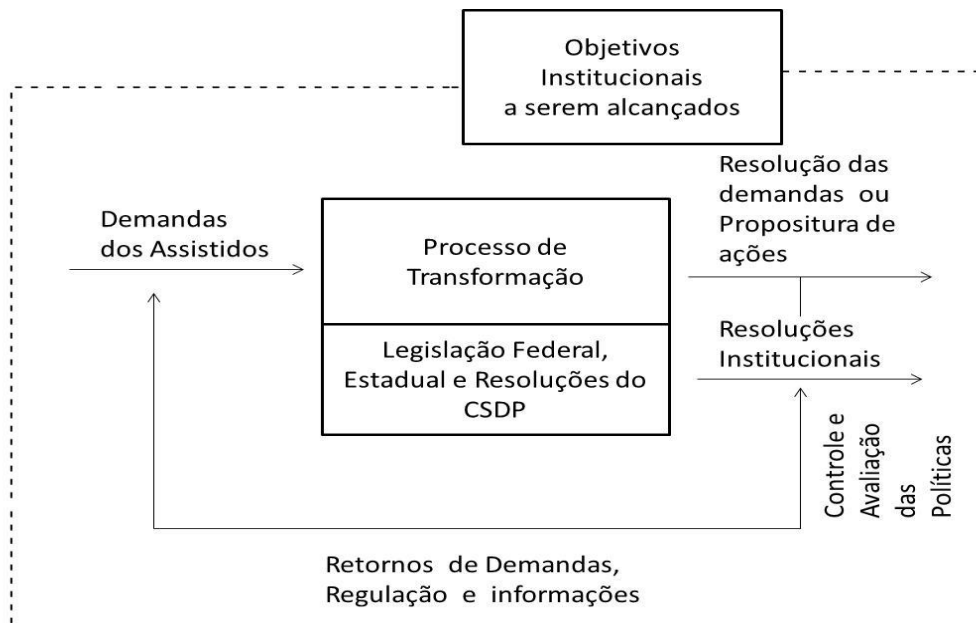 Objetivos
Institucionais
a serem alcançados
Resolução das
demandas ou
Propositura de
ações
Demandas
dos Assistidos
Processo de
Transformação
Legislação Federal,
Estadual e Resoluções do
CSDP
Resoluções
Institucionais
Controle e
Avaliação
das
Políticas
Retornos de Demandas,
Regulação e informações